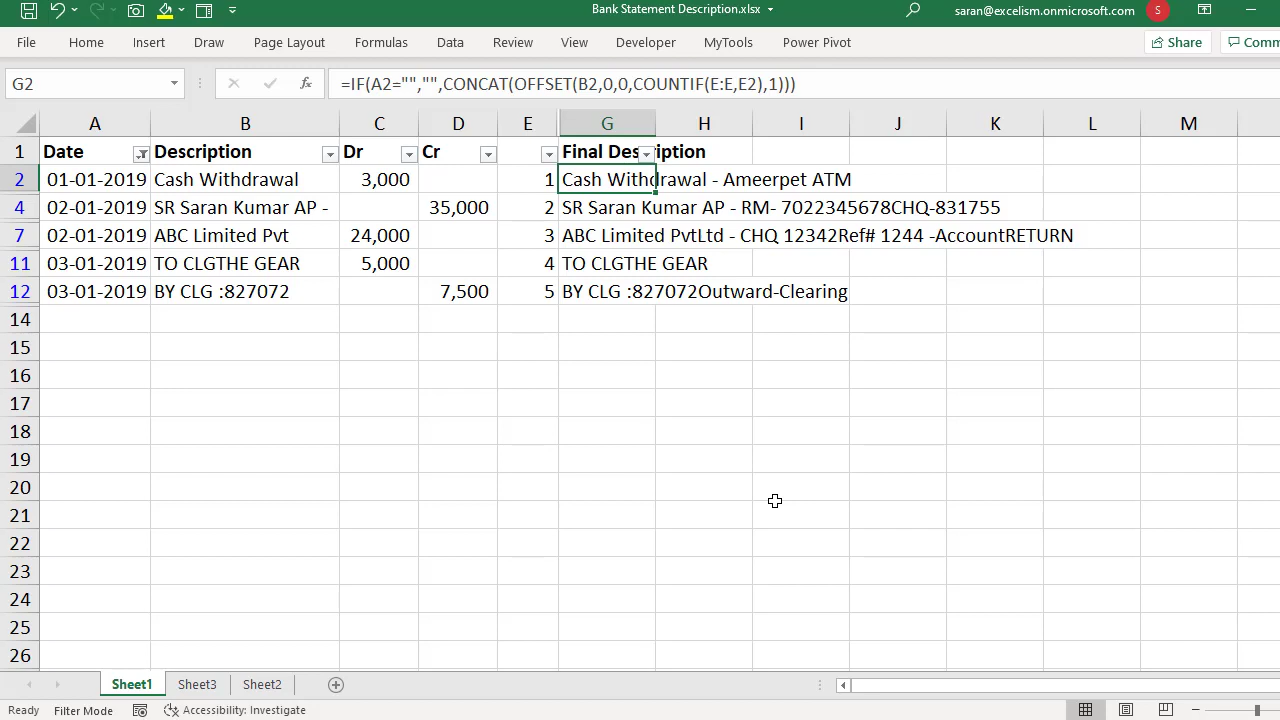 Bank Statement Description.xlsx
saran@excelism.onmicrosoft.com S
File Home Insert Draw Page Layout Formulas Data Review View Developer MyTools Power Pivot Share Comm
G2 fx =IF(A2="","",CONCAT(OFFSET(B2,0,0,COUNTIF(E:E,E2),1)))
A B C D E G H I J K L M
1 Date Description Dr Cr Final Description
2 01-01-2019 Cash Withdrawal 3,000 1 Cash Withdrawal - Ameerpet ATM
4 02-01-2019 SR Saran Kumar AP - 35,000 2 SR Saran Kumar AP - RM- 7022345678CHQ-831755
7 02-01-2019 ABC Limited Pvt 24,000 3 ABC Limited PvtLtd - CHQ 12342Ref# 1244 -AccountRETURN
11 03-01-2019 TO CLGTHE GEAR 5,000 4 TO CLGTHE GEAR
12 03-01-2019 BY CLG :827072 7,500 5 BY CLG :827072Outward-Clearing
14
15
16
17
18
19
20
21
22
23
24
25
26
Sheet1 Sheet3 Sheet2
Ready Filter Mode Accessibility: Investigate